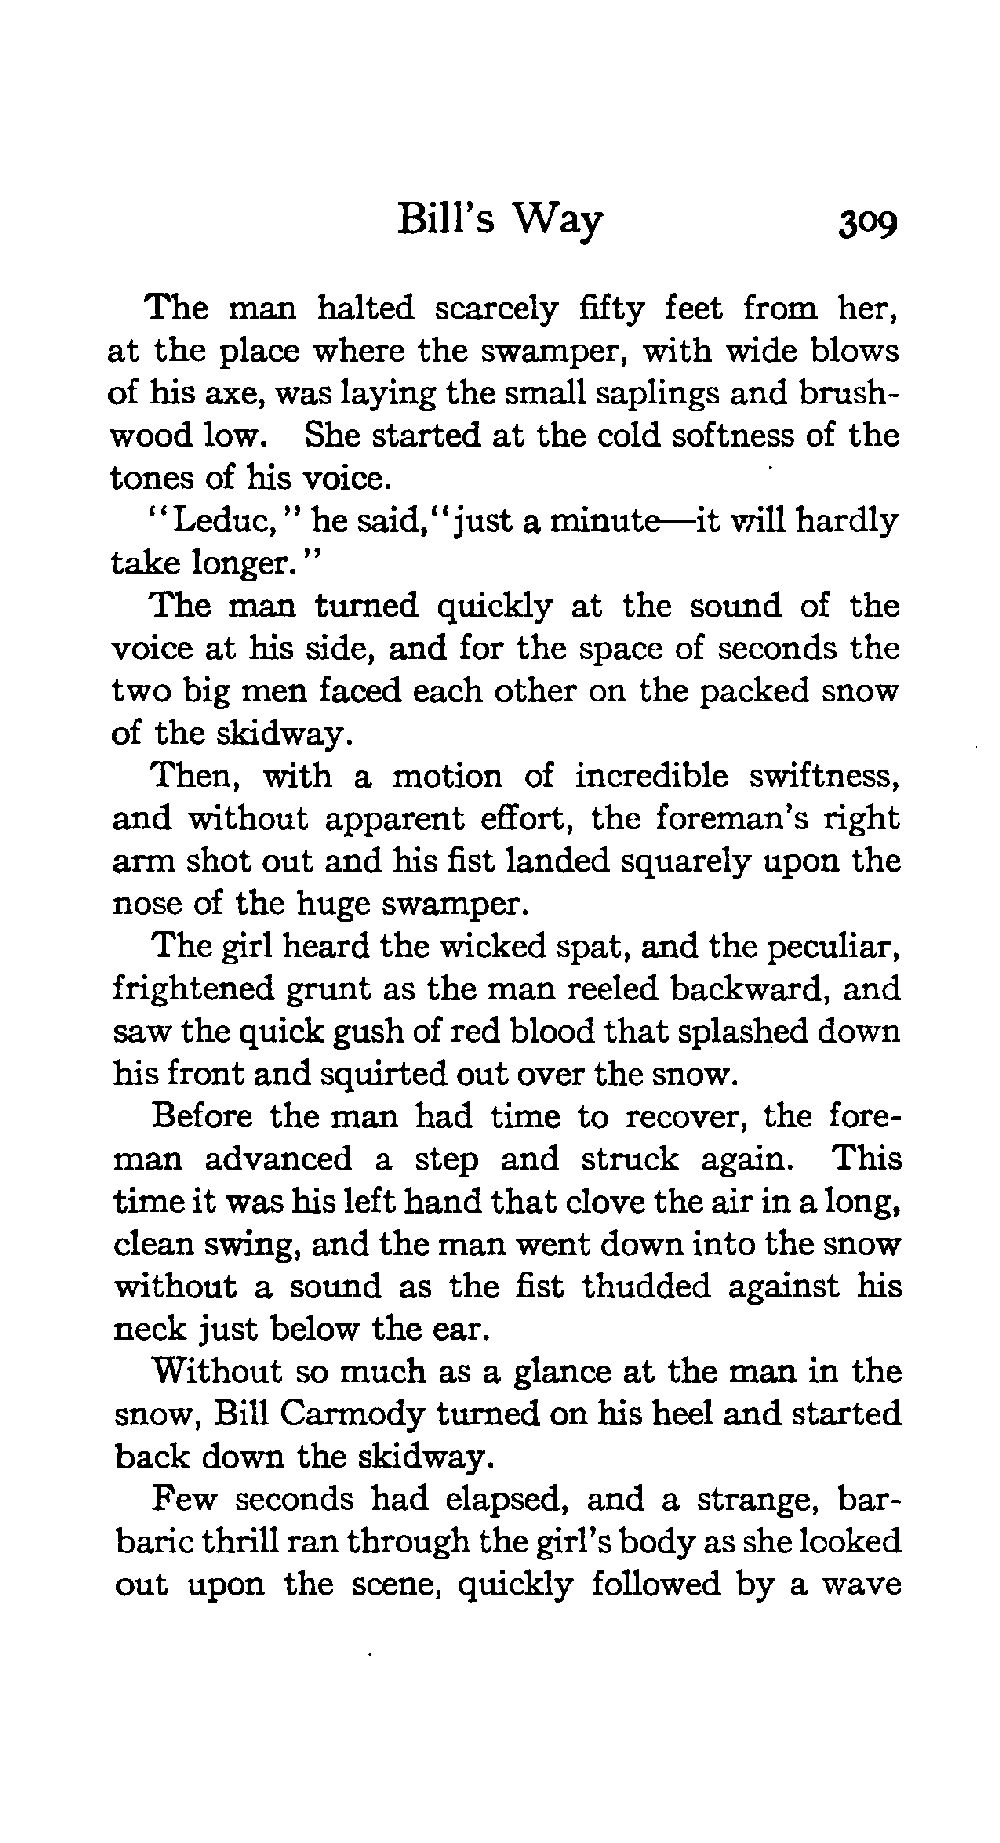 Bill's Way 309
The man halted scarcely fifty feet from her,
at the place where the swamper, with wide blows
of his axe, was laying the small saplings and brush-
wood low. She started at the cold softness of the
tones of his voice.
"Leduc," he said, "just a minute—it will hardly
take longer."
The man turned quickly at the sound of the
voice at his side, and for the space of seconds the
two big men faced each other on the packed snow
of the skidway.
Then, with a motion of incredible swiftness,
and without apparent effort, the foreman's right
arm shot out and his fist landed squarely upon the
nose of the huge swamper.
The girl heard the wicked spat, and the peculiar,
frightened grunt as the man reeled backward, and
saw the quick gush of red blood that splashed down
his front and squirted out over the snow.
Before the man had time to recover, the fore-
man advanced a step and struck again. This
time it was his left hand that clove the air in a long,
clean swing, and the man went down into the snow
without a sound as the fist thudded against his
neck just below the ear.
Without so much as a glance at the man in the
snow, Bill Carmody turned on his heel and started
back down the skidway.
Few seconds had elapsed, and a strange, bar-
baric thrill ran through the girl's body as she looked
out upon the scene, quickly followed by a wave